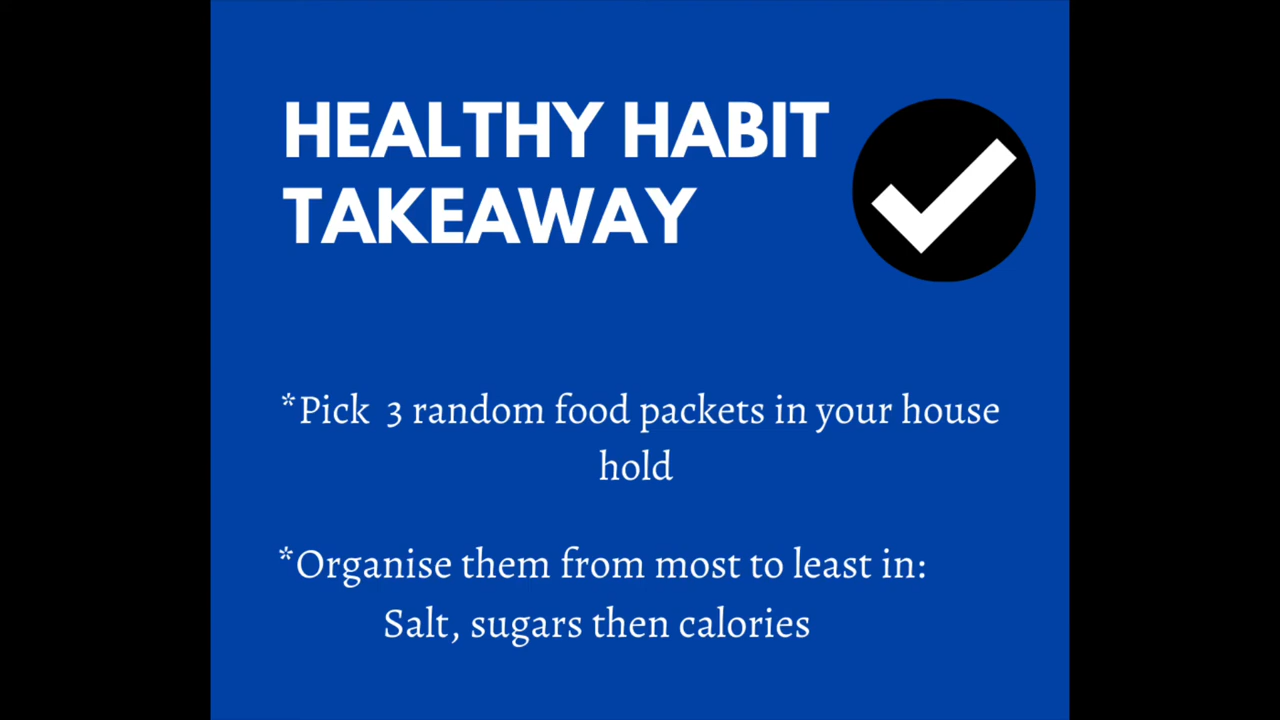 HEALTHY HABIT
TAKEAWAY
*Pick 3 random food packets in your house
hold
*Organise them from most to least in:
Salt, sugars then calories